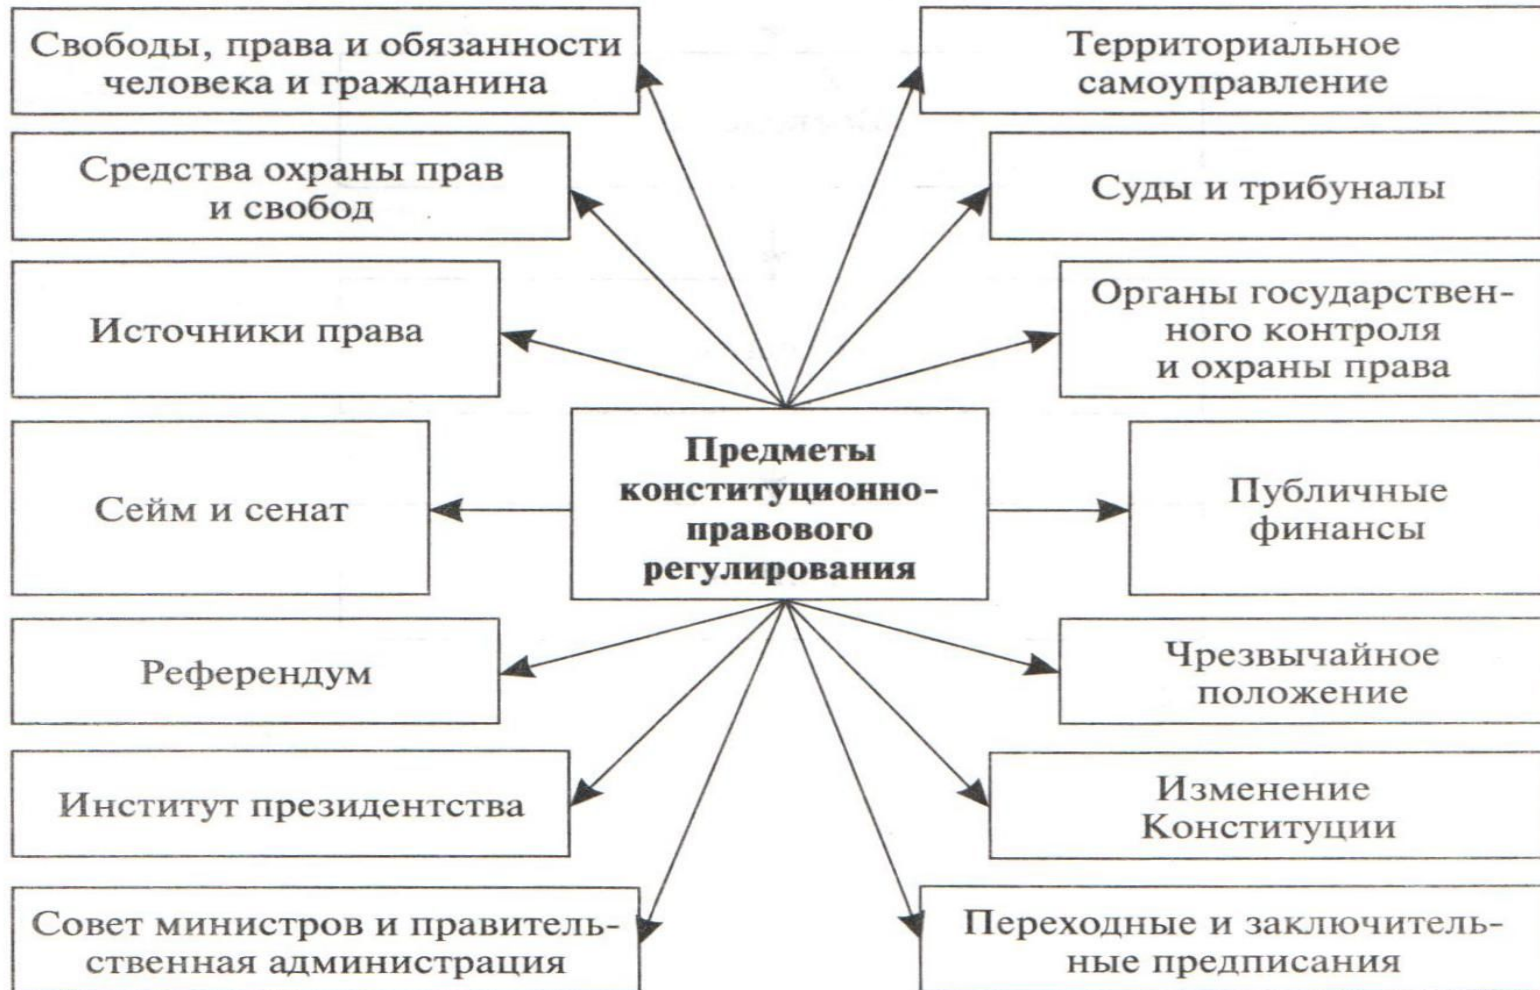 Свободы, права и обязанности
человека и гражданина
Средства охраны прав
и свобод
Источники права
Сейм и сенат
Референдум
Институт президентства
Совет министров и правитель-
ственная администрация
Предметы
конституционно-
правового
регулирования
Территориальное
самоуправление
Суды и трибуналы
Органы государствен-
ного контроля
и охраны права
Публичные
финансы
Чрезвычайное
положение
Изменение
Конституции
Переходные и заключитель-
ные предписания